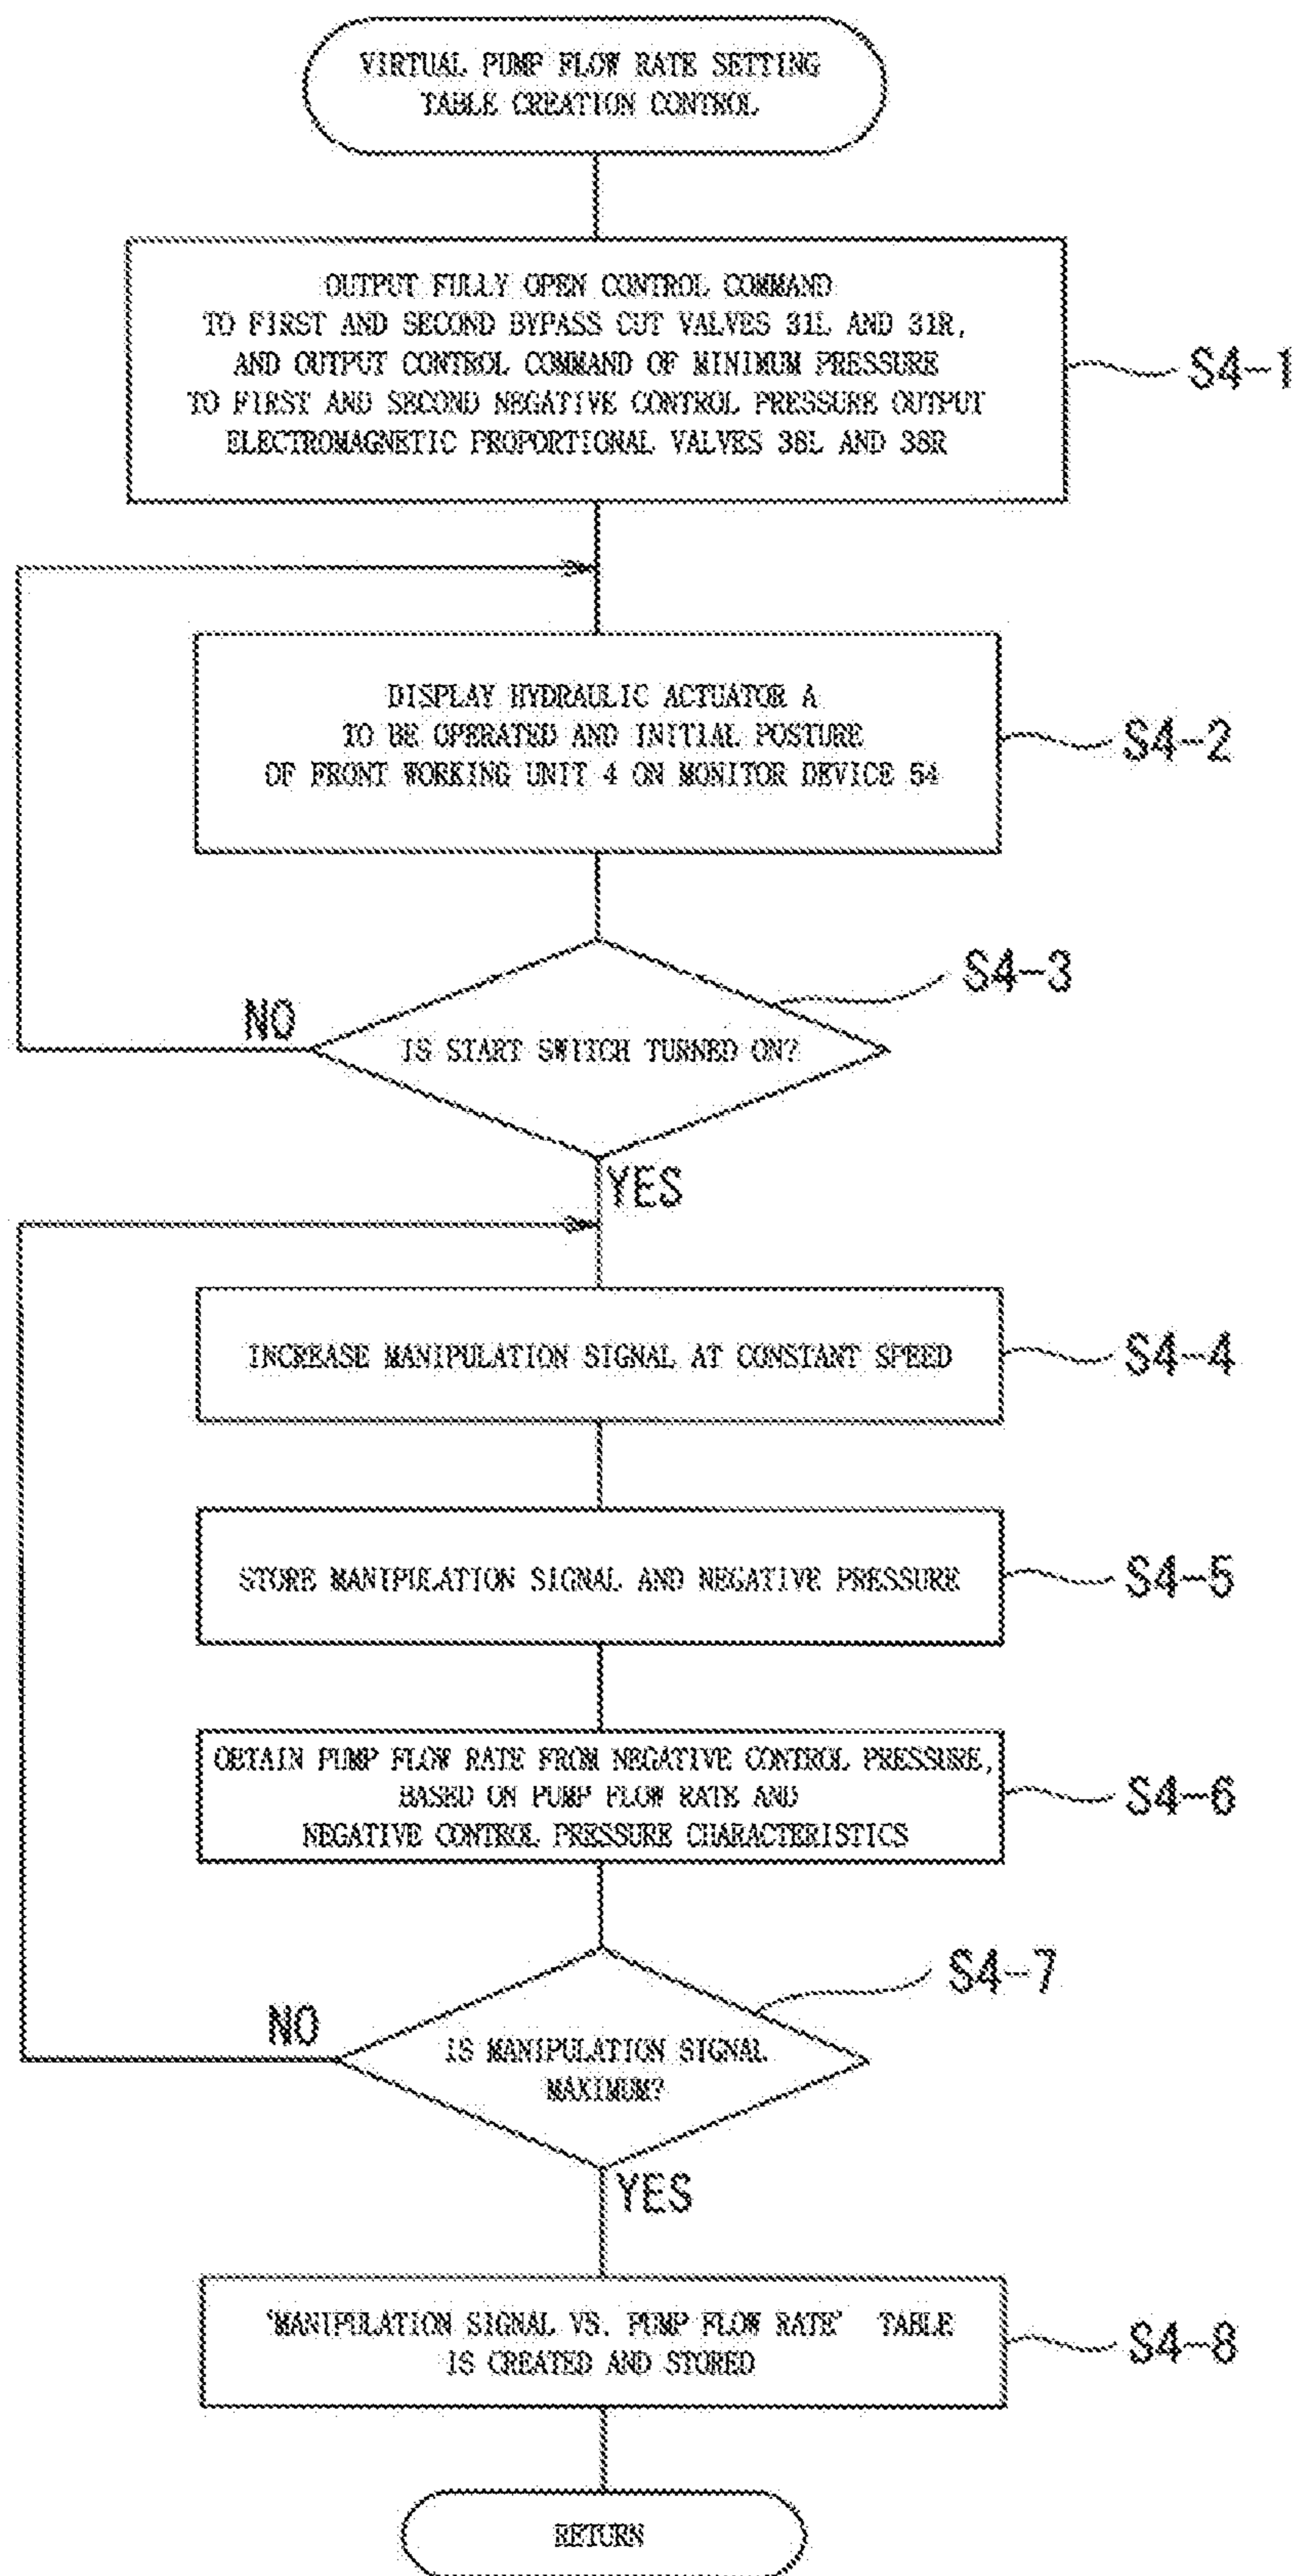 VIRTUAL PUMP FLOW RATE SETTING
TABLE CREATION CONTROL
OUTPUT FULLY OPEN CONTROL COMMAND
TO FIRST AND SECOND BYPASS CUT VALVES 31L AND 31R,
AND OUTPUT CONTROL COMMAND OF MINIMUM PRESSURE
TO FIRST AND SECOND NEGATIVE CONTROL PRESSURE OUTPUT
ELECTROMAGNETIC PROPORTIONAL VALVES 38L AND 38R
S4-1
DISPLAY HYDRAULIC ACTUATOR A
TO BE OPERATED AND INITIAL POSTURE
OF FRONT WORKING UNIT 4 ON MONITOR DEVICE 54
S4-2
S4-3
NO
IS START SWITCH TURNED ON?
YES
INCREASE MANIPULATION SIGNAL AT CONSTANT SPEED
S4-4
STORE MANIPULATION SIGNAL AND NEGATIVE PRESSURE
S4-5
OBTAIN PUMP FLOW RATE FROM NEGATIVE CONTROL PRESSURE,
BASED ON PUMP FLOW RATE AND
NEGATIVE CONTROL PRESSURE CHARACTERISTICS
S4-6
S4-7
NO
IS MANIPULATION SIGNAL
MAXIMUM?
YES
'MANIPULATION SIGNAL VS. PUMP FLOW RATE' TABLE
IS CREATED AND STORED
S4-8
RETURN